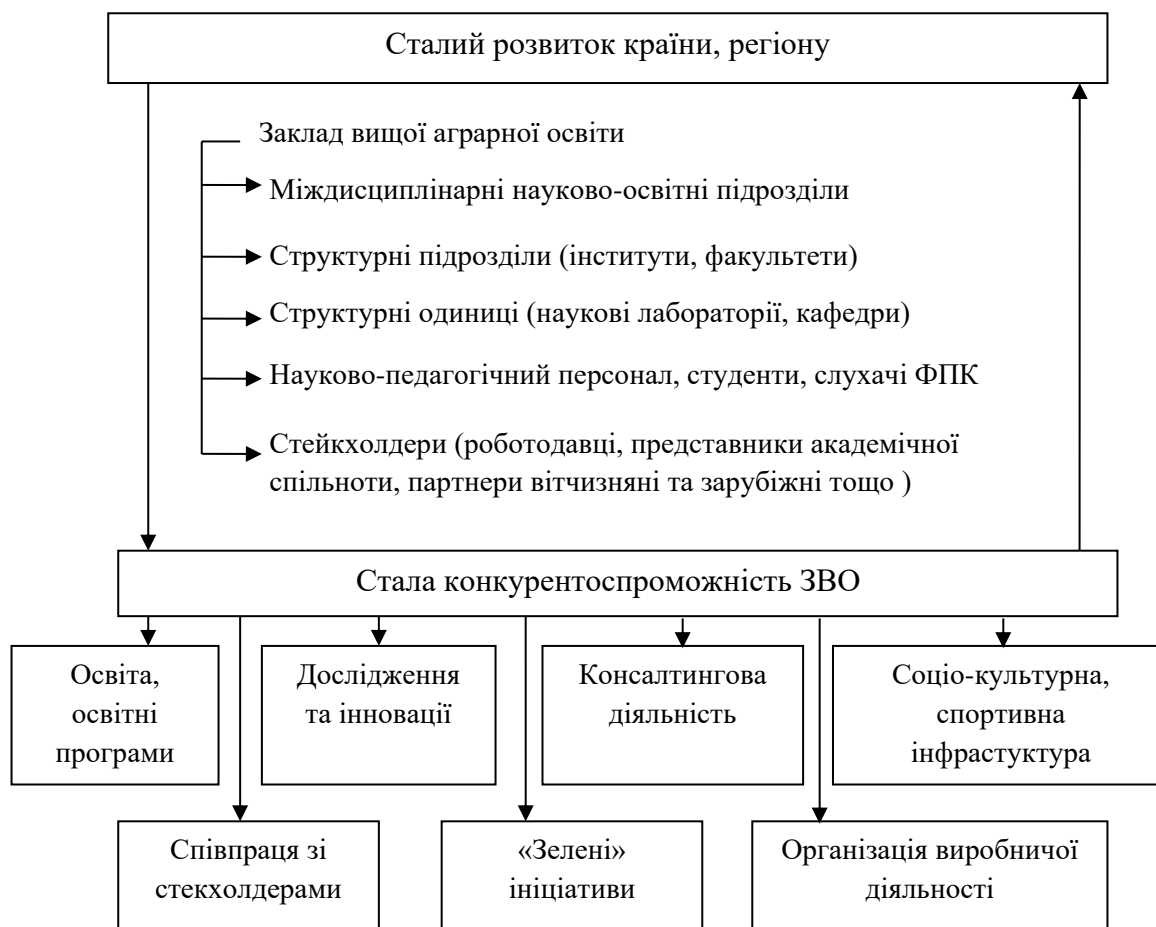 Сталий розвиток країни, регіону
Заклад вищої аграрної освіти
Міждисциплінарні науково-освітні підрозділи
Структурні підрозділи (інститути, факультети)
Структурні одиниці (наукові лабораторії, кафедри)
Науково-педагогічний персонал, студенти, слухачі ФПК
Стейкхолдери (роботодавці, представники академічної
спільноти, партнери вітчизняні та зарубіжні тощо )
Стала конкурентоспроможність ЗВО
Освіта,
освітні
програми
Дослідження
та інновації
Консалтингова
діяльність
Соціо-культурна,
спортивна
інфрастуктура
Співпраця зі
стекхолдерами
«Зелені»
ініціативи
Організація виробничої
діяльності